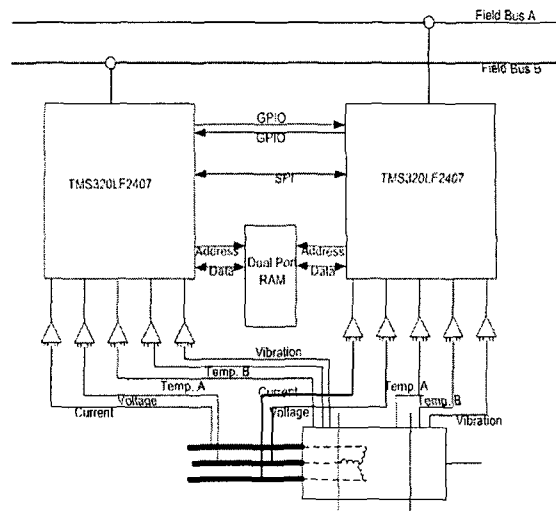 Field Bus A
Field Bus B
GPIO
GPIO
TMS320LF2407
TMS320LF2407
SPI
Address
Data
Dual Port
RAM
Address
Data
Vibration
Temp. B
Temp. A
Voltage
Current
Current
Voltage
Temp. A
Temp. B
Vibration